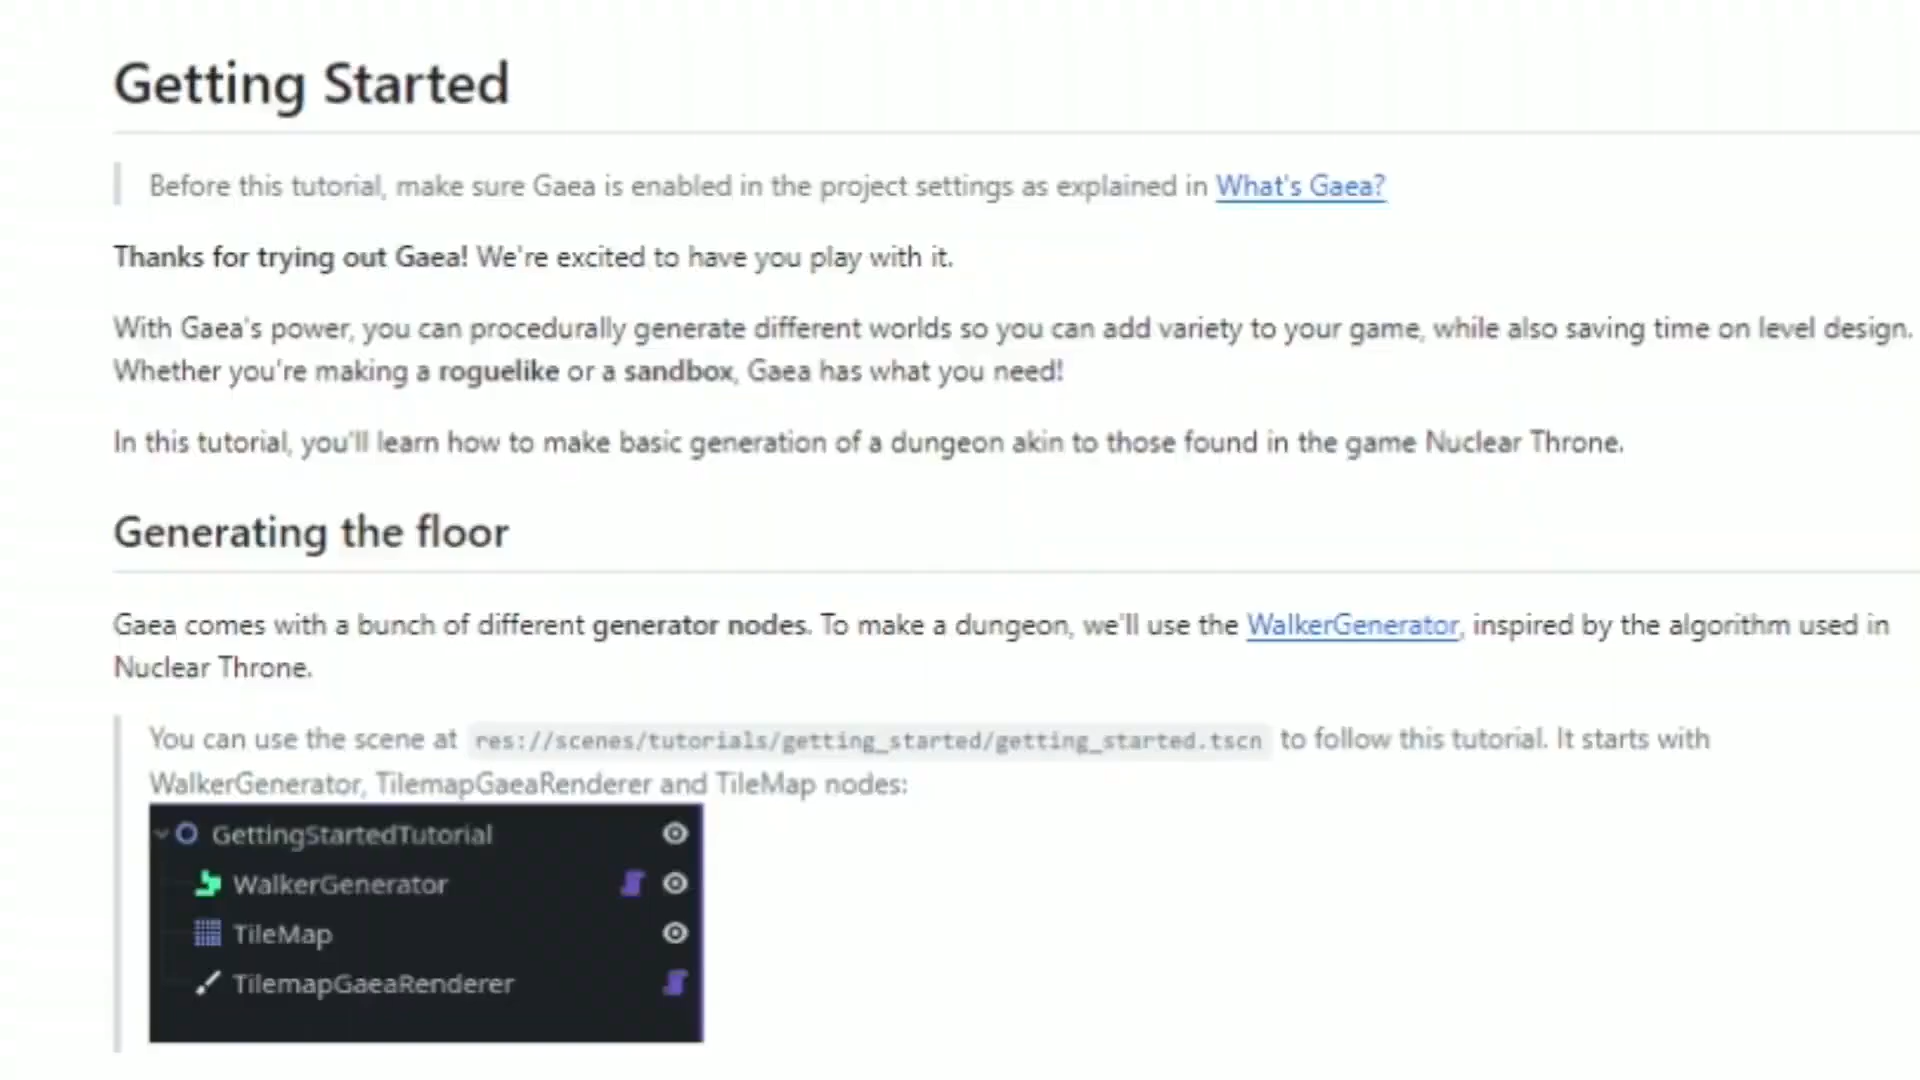 Getting Started
Before this tutorial, make sure Gaea is enabled in the project settings as explained in What's Gaea?
Thanks for trying out Gaea! We're excited to have you play with it.
With Gaea's power, you can procedurally generate different worlds so you can add variety to your game, while also saving time on level design.
Whether you're making a roguelike or a sandbox, Gaea has what you need!
In this tutorial, you'll learn how to make basic generation of a dungeon akin to those found in the game Nuclear Throne.
Generating the floor
Gaea comes with a bunch of different generator nodes. To make a dungeon, we'll use the WalkerGenerator, inspired by the algorithm used in
Nuclear Throne.
You can use the scene at res://scenes/tutorials/getting_started/getting_started.tscn to follow this tutorial. It starts with
WalkerGenerator, TilemapGaeaRenderer and TileMap nodes:
GettingStartedTutorial
WalkerGenerator
TileMap
TilemapGaeaRenderer